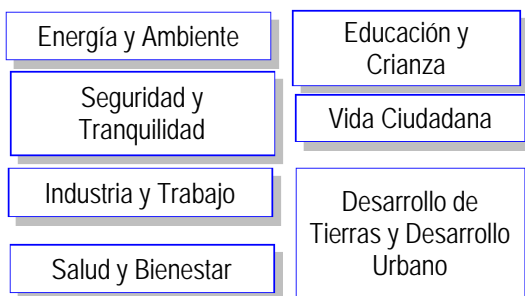 Energía y Ambiente
Seguridad y
Tranquilidad
Industria y Trabajo
Salud y Bienestar
Educación y
Crianza
Vida Ciudadana
Desarrollo de
Tierras y Desarrollo
Urbano